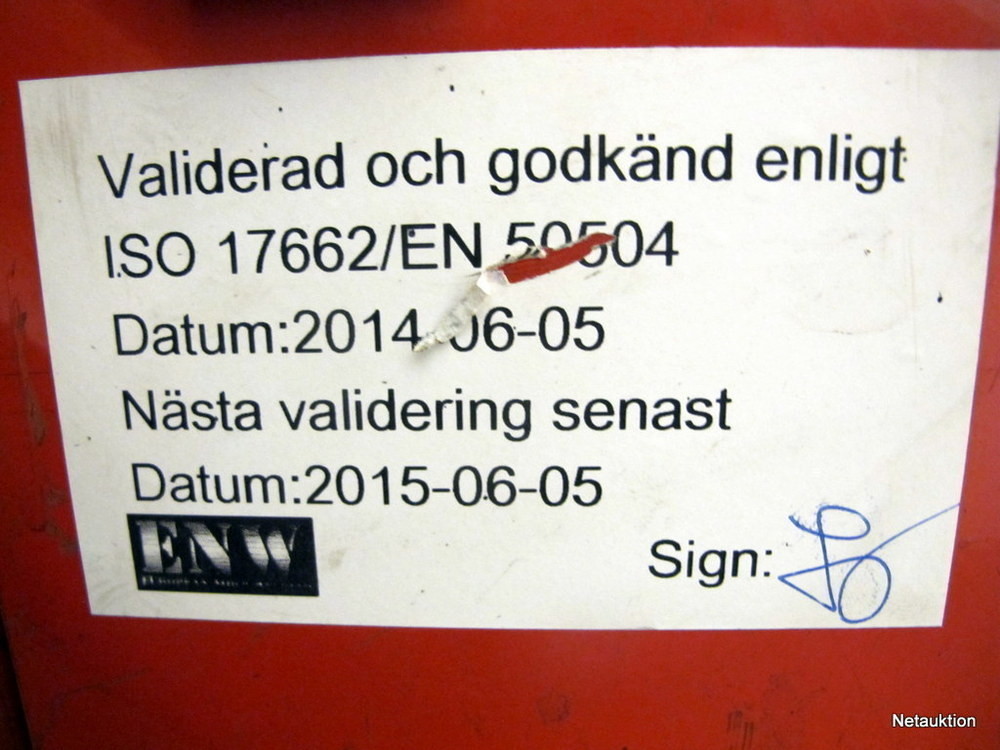 Validerad och godkänd enligt
ISO 17662/EN 50504
Datum:2014-06-05
Nästa validering senast
Datum:2015-06-05
ENW
Sign:
Netauktion